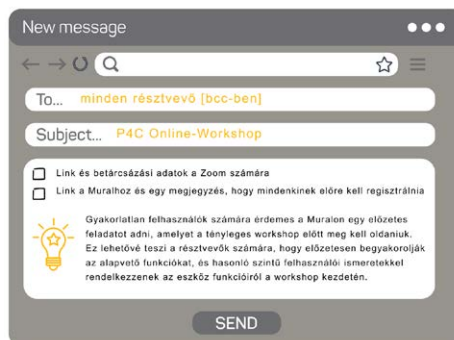 New message
To... minden résztvevő [bcc-ben]
Subject... P4C Online-Workshop
Link és betárcsázási adatok a Zoom számára
Link a Muralhoz és egy megjegyzés, hogy mindenkinek előre kell regisztrálnia
Gyakorlatlan felhasználók számára érdemes a Muralon egy előzetes
feladatot adni, amelyet a tényleges workshop előtt meg kell oldaniuk.
Ez lehetővé teszi a résztvevők számára, hogy előzetesen begyakorolják
az alapvető funkciókat, és hasonló szintű felhasználói ismeretekkel
rendelkezzenek az eszköz funkcióiról a workshop kezdetén.
SEND